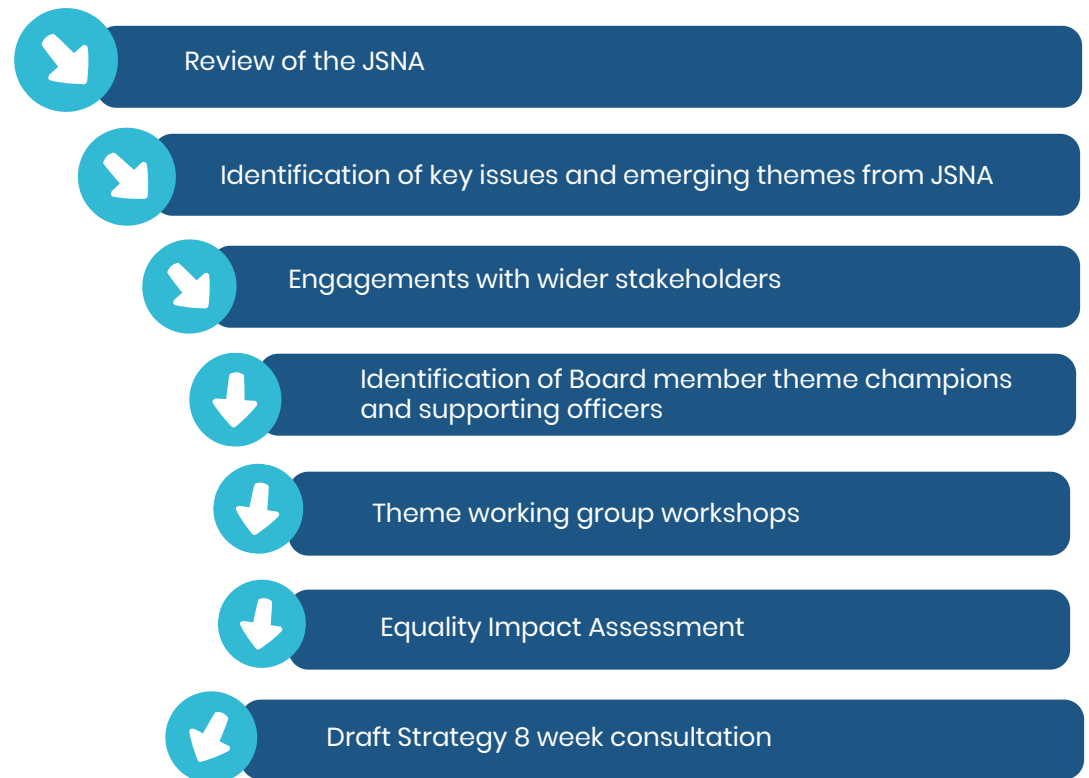 Review of the JSNA
Identification of key issues and emerging themes from JSNA
Engagements with wider stakeholders
Identification of Board member theme champions
and supporting officers
Theme working group workshops
Equality Impact Assessment
Draft Strategy 8 week consultation